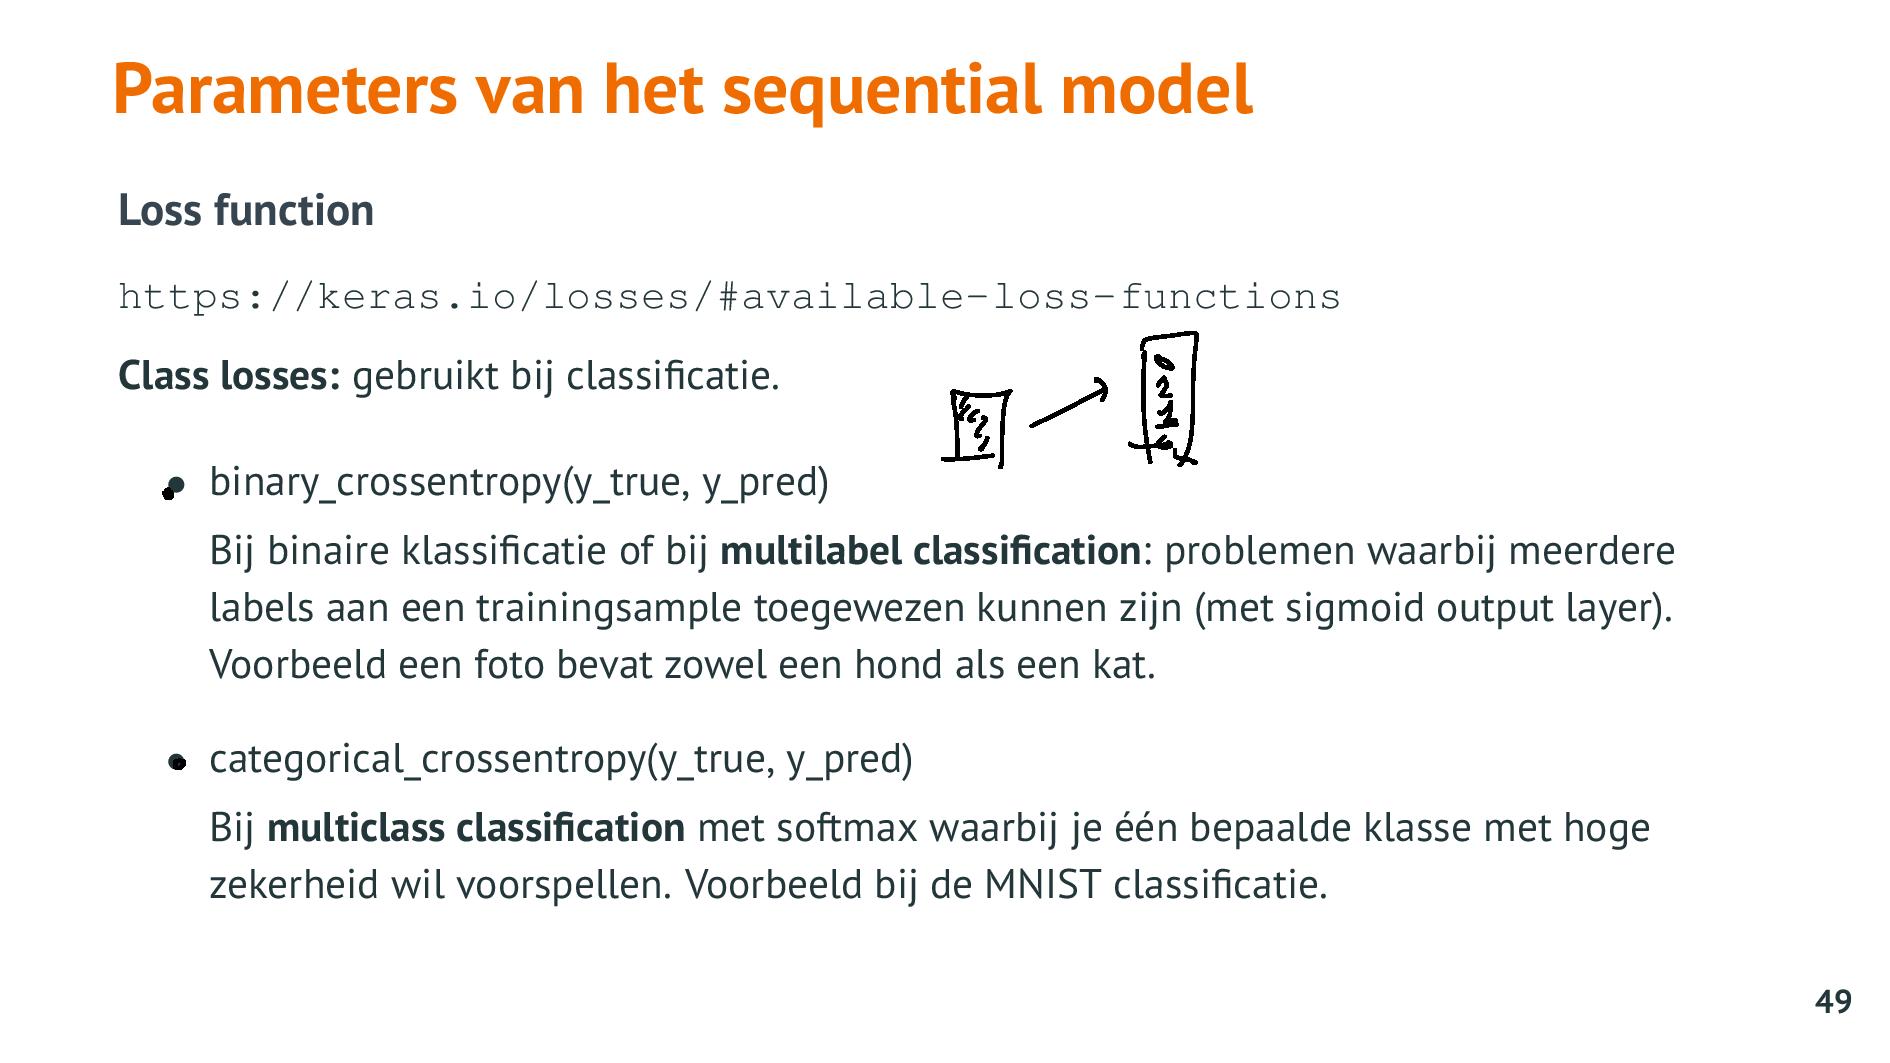 Parameters van het sequential model
Loss function
https://keras.io/losses/#available-loss-functions
Class losses: gebruikt bij classificatie.
0
2
1
• binary_crossentropy(y_true, y_pred)
Bij binaire klassificatie of bij multilabel classification: problemen waarbij meerdere
labels aan een trainingsample toegewezen kunnen zijn (met sigmoid output layer).
Voorbeeld een foto bevat zowel een hond als een kat.
• categorical_crossentropy(y_true, y_pred)
Bij multiclass classification met softmax waarbij je één bepaalde klasse met hoge
zekerheid wil voorspellen. Voorbeeld bij de MNIST classificatie.
49